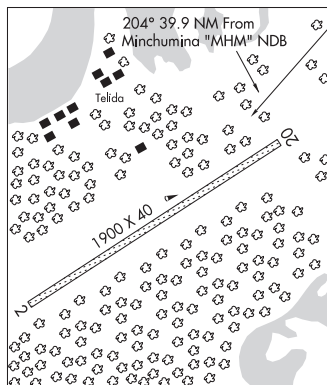 204° 39.9 NM From
Minchumina "MHM" NDB
Telida
20
1900 X 40
2